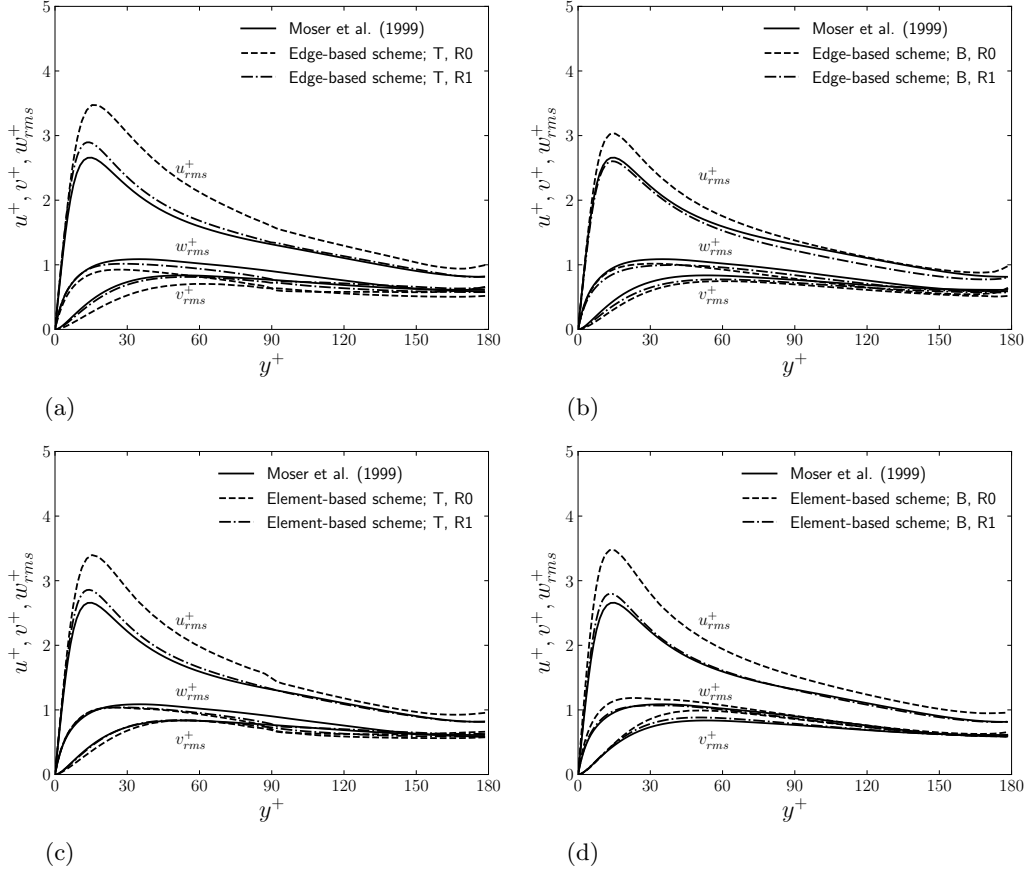 5
4
3
2
1
0
u⁺, v⁺, w⁺ᵣₘₛ
Moser et al. (1999)
Edge-based scheme; T, R0
Edge-based scheme; T, R1
u⁺ᵣₘₛ
w⁺ᵣₘₛ
v⁺ᵣₘₛ
0 30 60 90 120 150 180
y⁺
(a)
5
4
3
2
1
0
u⁺, v⁺, w⁺ᵣₘₛ
Moser et al. (1999)
Edge-based scheme; B, R0
Edge-based scheme; B, R1
u⁺ᵣₘₛ
w⁺ᵣₘₛ
v⁺ᵣₘₛ
0 30 60 90 120 150 180
y⁺
(b)
5
4
3
2
1
0
u⁺, v⁺, w⁺ᵣₘₛ
Moser et al. (1999)
Element-based scheme; T, R0
Element-based scheme; T, R1
u⁺ᵣₘₛ
w⁺ᵣₘₛ
v⁺ᵣₘₛ
0 30 60 90 120 150 180
y⁺
(c)
5
4
3
2
1
0
u⁺, v⁺, w⁺ᵣₘₛ
Moser et al. (1999)
Element-based scheme; B, R0
Element-based scheme; B, R1
u⁺ᵣₘₛ
w⁺ᵣₘₛ
v⁺ᵣₘₛ
0 30 60 90 120 150 180
y⁺
(d)